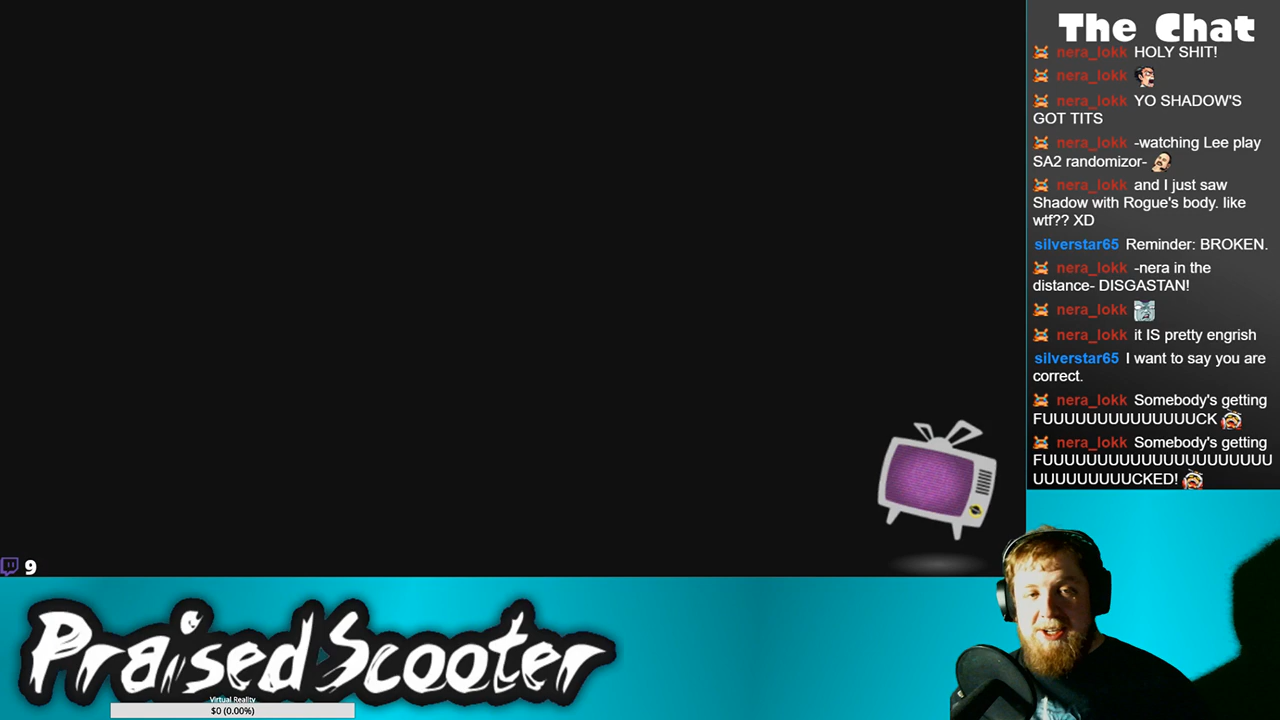 The Chat
nera_lokk HOLY SHIT!
nera_lokk
nera_lokk YO SHADOW'S
GOT TITS
nera_lokk -watching Lee play
SA2 randomizor-
nera_lokk and I just saw
Shadow with Rogue's body. like
wtf?? XD
silverstar65 Reminder: BROKEN.
nera_lokk -nera in the
distance- DISGASTAN!
nera_lokk
nera_lokk it IS pretty engrish
silverstar65 I want to say you are
correct.
nera_lokk Somebody's getting
FUUUUUUUUUUUUUUCK
nera_lokk Somebody's getting
FUUUUUUUUUUUUUUUUUUUUU
UUUUUUUUUCKED!
9
PraisedScooter
Virtual Reality
$0 (0.00%)